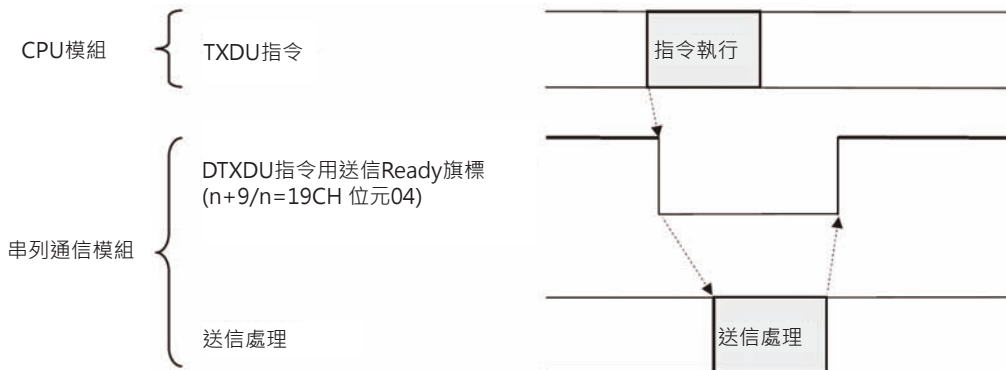 CPU模組
TXDU指令
指令執行
DTXDU指令用送信Ready旗標
(n+9/n=19CH 位元04)
串列通信模組
送信處理
送信處理